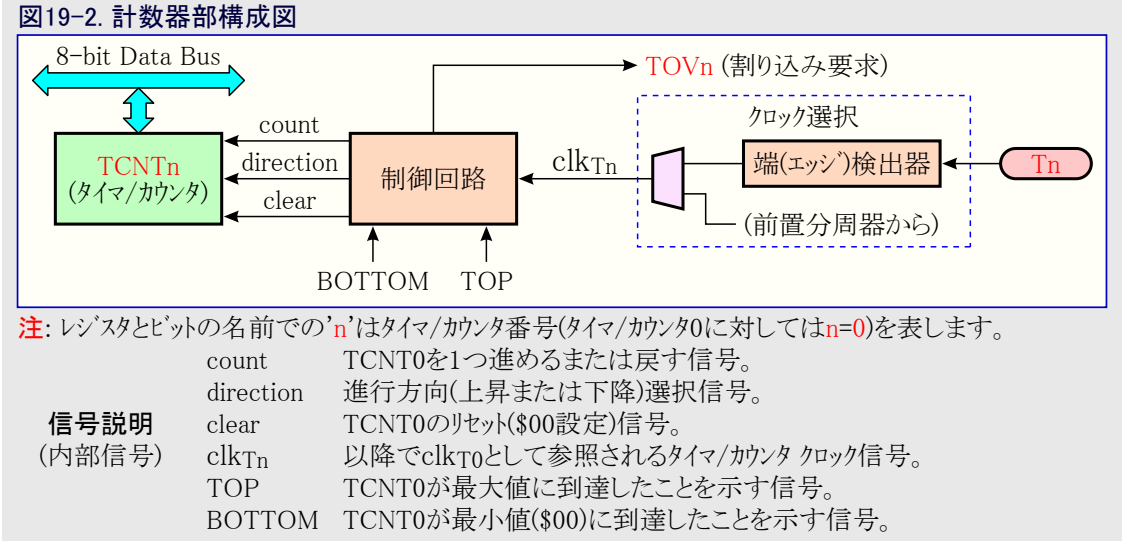 図19-2. 計数器部構成図
8-bit Data Bus
TOVn (割り込み要求)
クロック選択
count
TCNTn
(タイマ/カウンタ)
direction
制御回路
clkTn
端(エッジ)検出器
Tn
clear
(前置分周器から)
BOTTOM TOP
注: レジスタとビットの名前での'n'はタイマ/カウンタ番号(タイマ/カウンタ0に対してはn=0)を表します。
count TCNT0を1つ進めるまたは戻す信号。
direction 進行方向(上昇または下降)選択信号。
信号説明 clear TCNT0のリセット($00設定)信号。
(内部信号) clkTn 以降でclkT0として参照されるタイマ/カウンタ クロック信号。
TOP TCNT0が最大値に到達したことを示す信号。
BOTTOM TCNT0が最小値($00)に到達したことを示す信号。